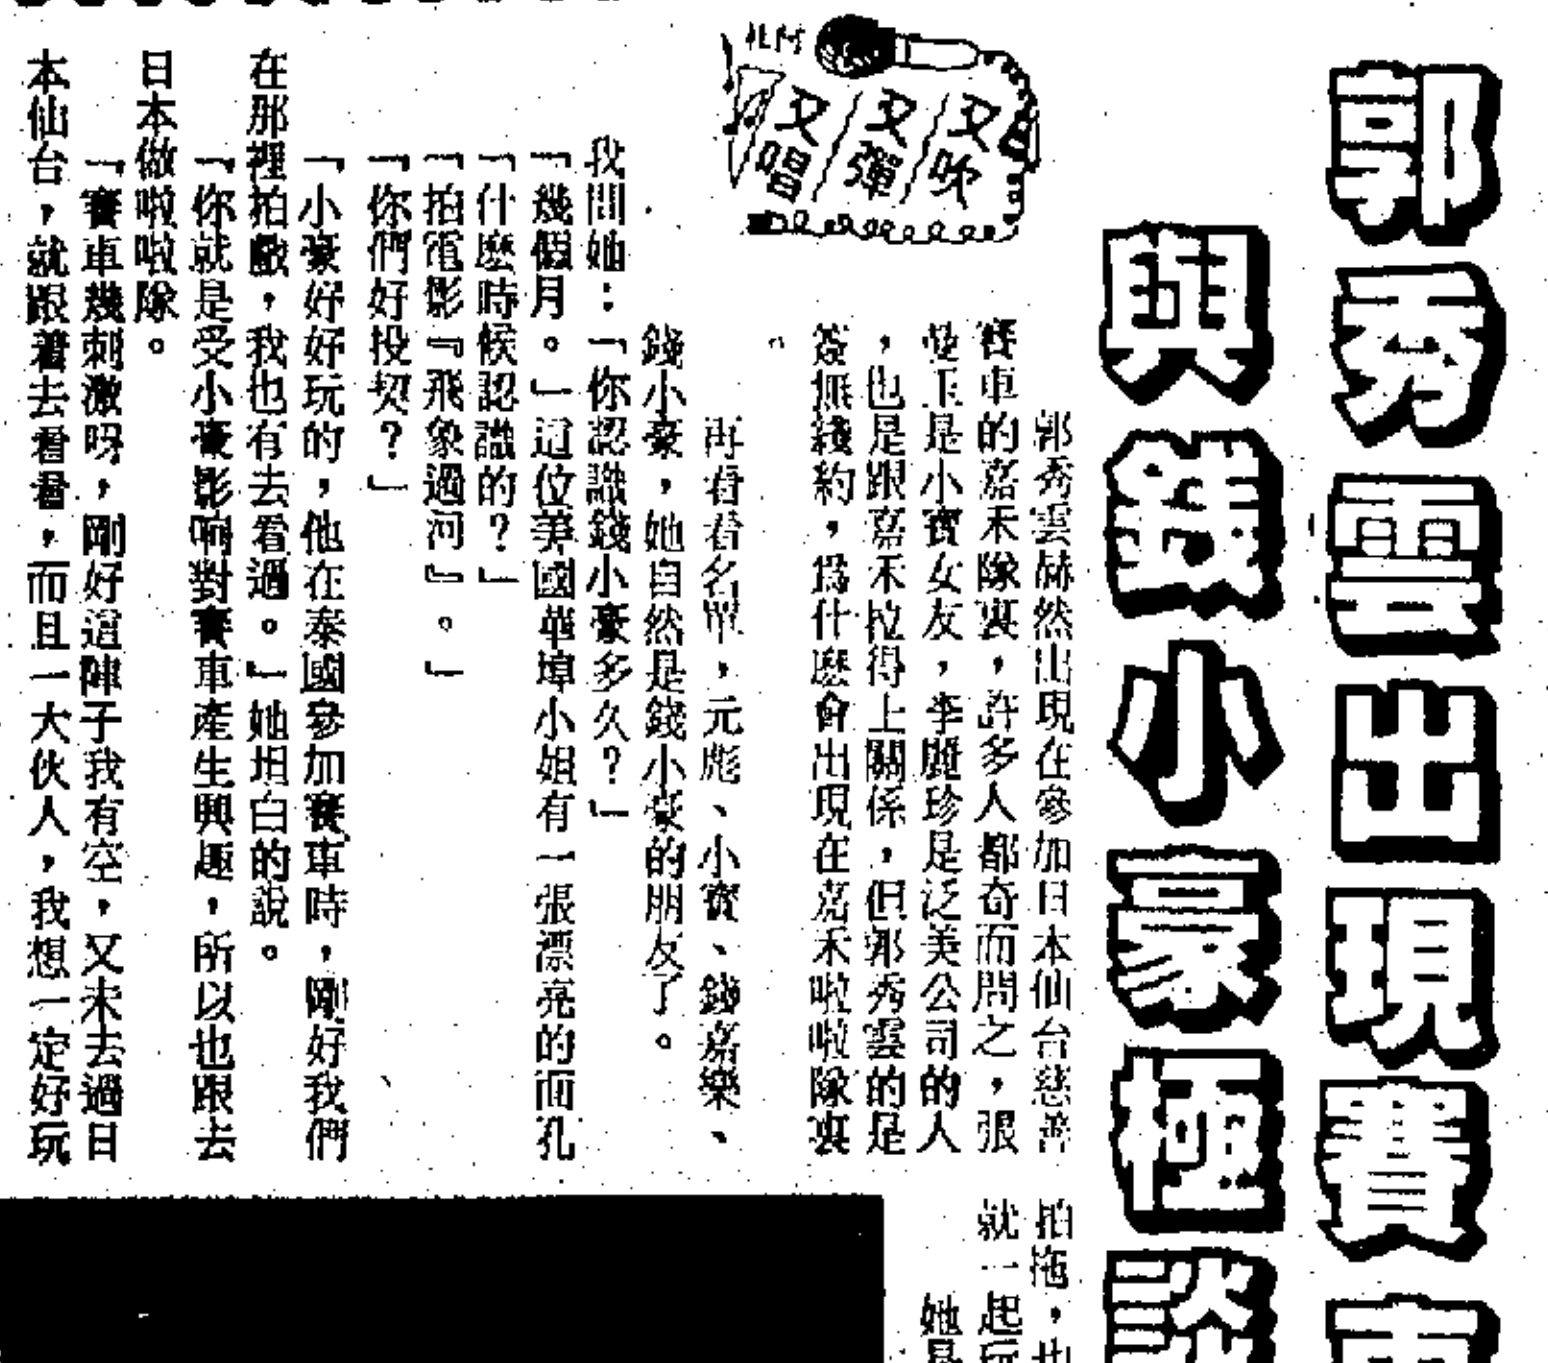 郭秀雲出現賽車
與錢小豪極談
又吹
又彈
又唱
郭秀雲赫然出現在參加日本仙台慈善
賽車的嘉禾隊裏，許多人都奇而問之，張
曼玉是小寶女友，李麗珍是泛美公司的人
，也是跟嘉禾拉得上關係，但郭秀雲的是
簽無綫約，爲什麽會出現在嘉禾啦啦隊裏
。
再看看名單，元彪、小寶、錢嘉樂、
錢小豪，她自然是錢小豪的朋友了。
我問她：「你認識錢小豪多久？」
「幾個月。」這位美國華埠小姐有一張漂亮的面孔
「什麽時候認識的？」
「拍電影『飛象過河』。」
「你們好投契？」
「小豪好好玩的，他在泰國參加賽車時，剛好我們
在那裡拍戲，我也有去看過。」她坦白的說。
「你就是受小豪影响對賽車產生興趣，所以也跟去
日本做啦啦隊。
「賽車幾刺激呀，剛好這陣子我有空，又未去過日
本仙台，就跟着去看看，而且一大伙人，我想一定好玩
拍拖，也
就一起玩
她是